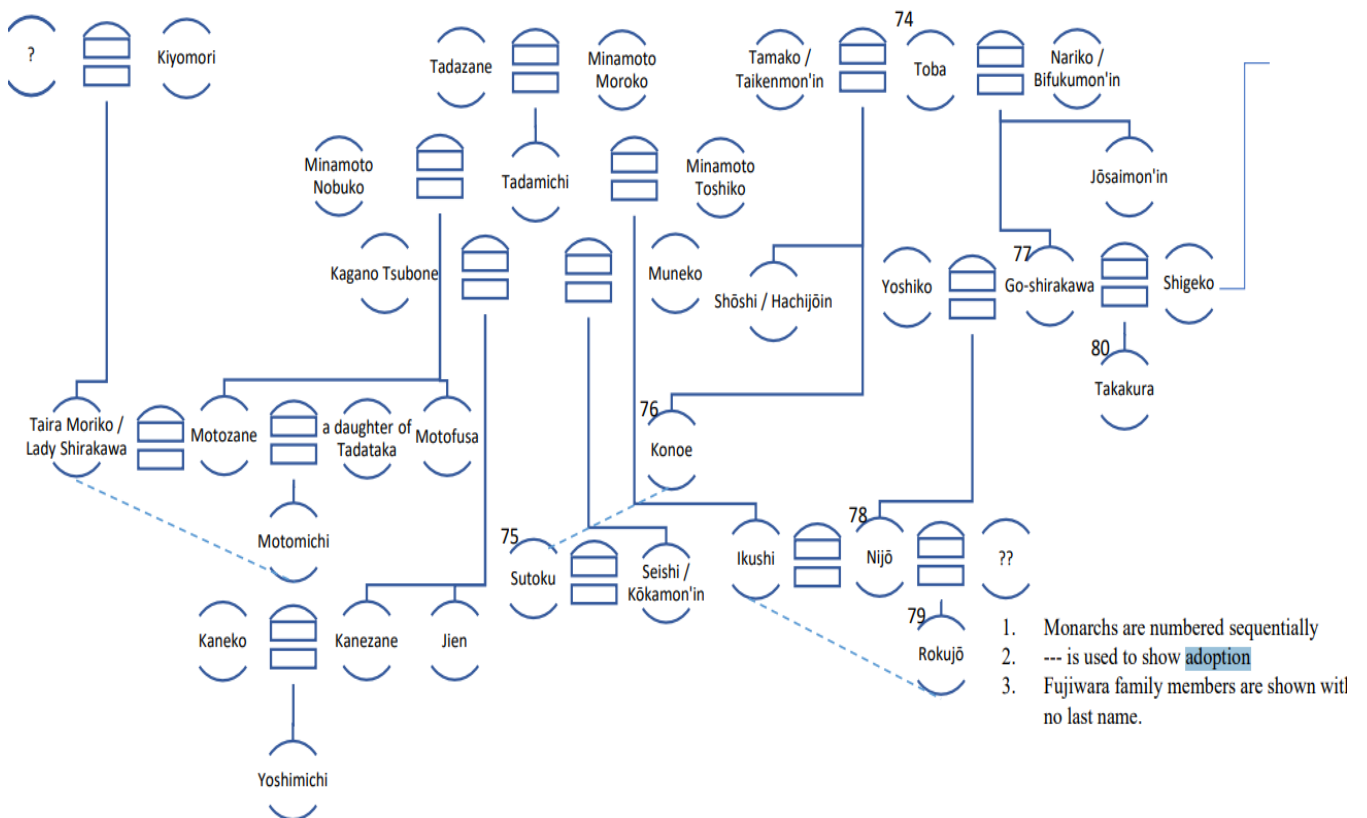 74
?
Kiyomori
Tadazane
Minamoto
Moroko
Tamako /
Taikenmon'in
Toba
Nariko /
Bifukumon'in
Minamoto
Nobuko
Tadamichi
Minamoto
Toshiko
Jōsaimon'in
Kagano Tsubone
Muneko
Shōshi / Hachijōin
Yoshiko
77
Go-shirakawa
Shigeko
80
Takakura
Taira Moriko /
Lady Shirakawa
Motozane
a daughter of
Tadataka
Motofusa
76
Konoe
Motomichi
75
Sutoku
Seishi /
Kōkamon'in
Ikushi
78
Nijō
??
Kaneko
Kanezane
Jien
79
Rokujō
1. Monarchs are numbered sequentially
2. --- is used to show adoption
3. Fujiwara family members are shown with
no last name.
Yoshimichi